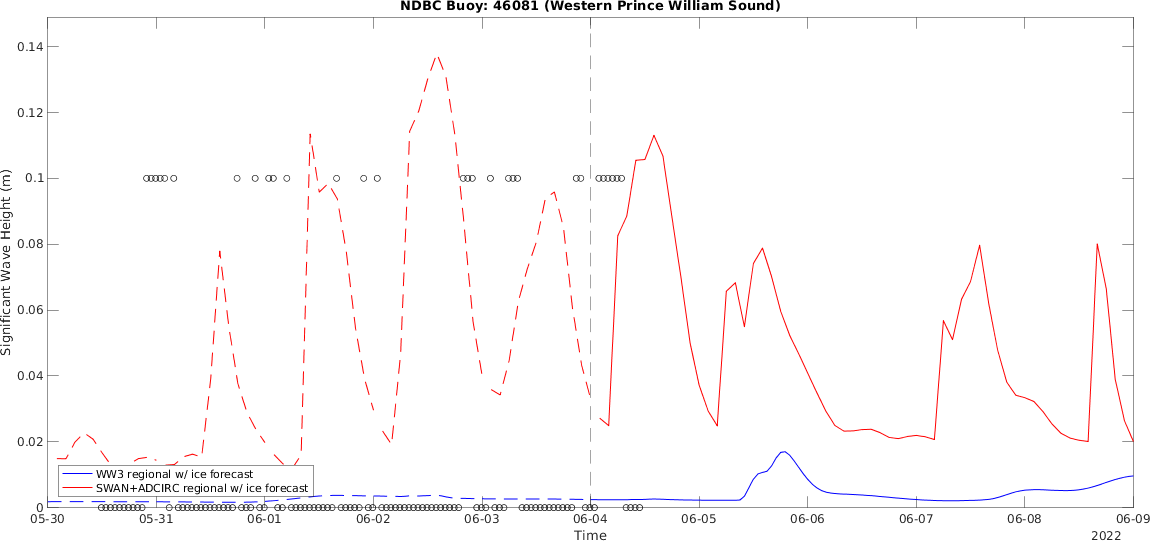 NDBC Buoy: 46081 (Western Prince William Sound)
0.14
0.12
0.1
0.08
0.06
0.04
0.02
0
Significant Wave Height (m)
WW3 regional w/ ice forecast
SWAN+ADCIRC regional w/ ice forecast
05-30 05-31 06-01 06-02 06-03 06-04 06-05 06-06 06-07 06-08 06-09
Time
2022